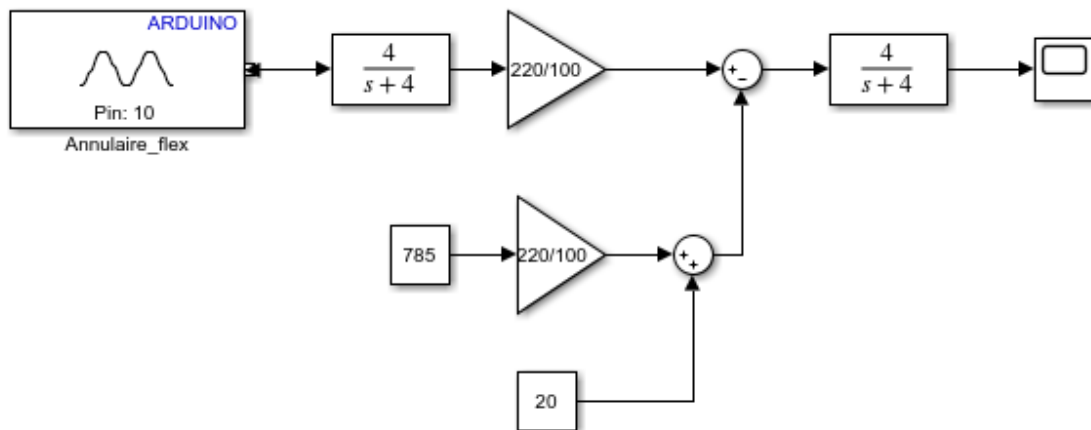 ARDUINO
Pin: 10
Annulaire_flex
4
s + 4
220/100
+
−
4
s + 4
785
220/100
+
+
20